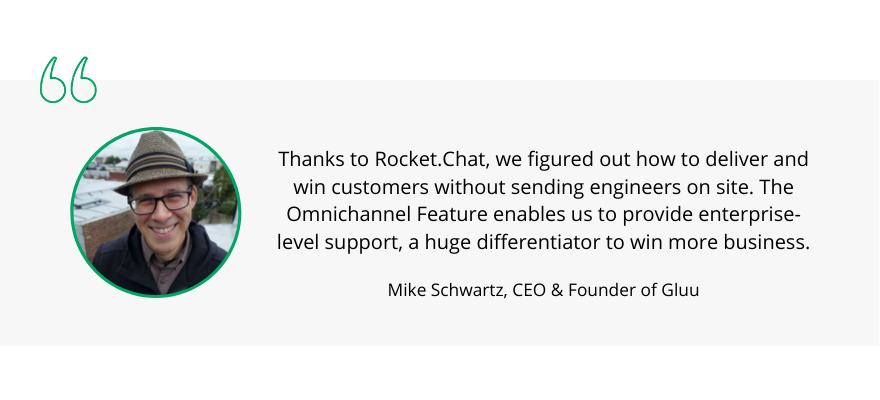 Thanks to Rocket.Chat, we figured out how to deliver and
win customers without sending engineers on site. The
Omnichannel Feature enables us to provide enterprise-
level support, a huge differentiator to win more business.
Mike Schwartz, CEO & Founder of Gluu